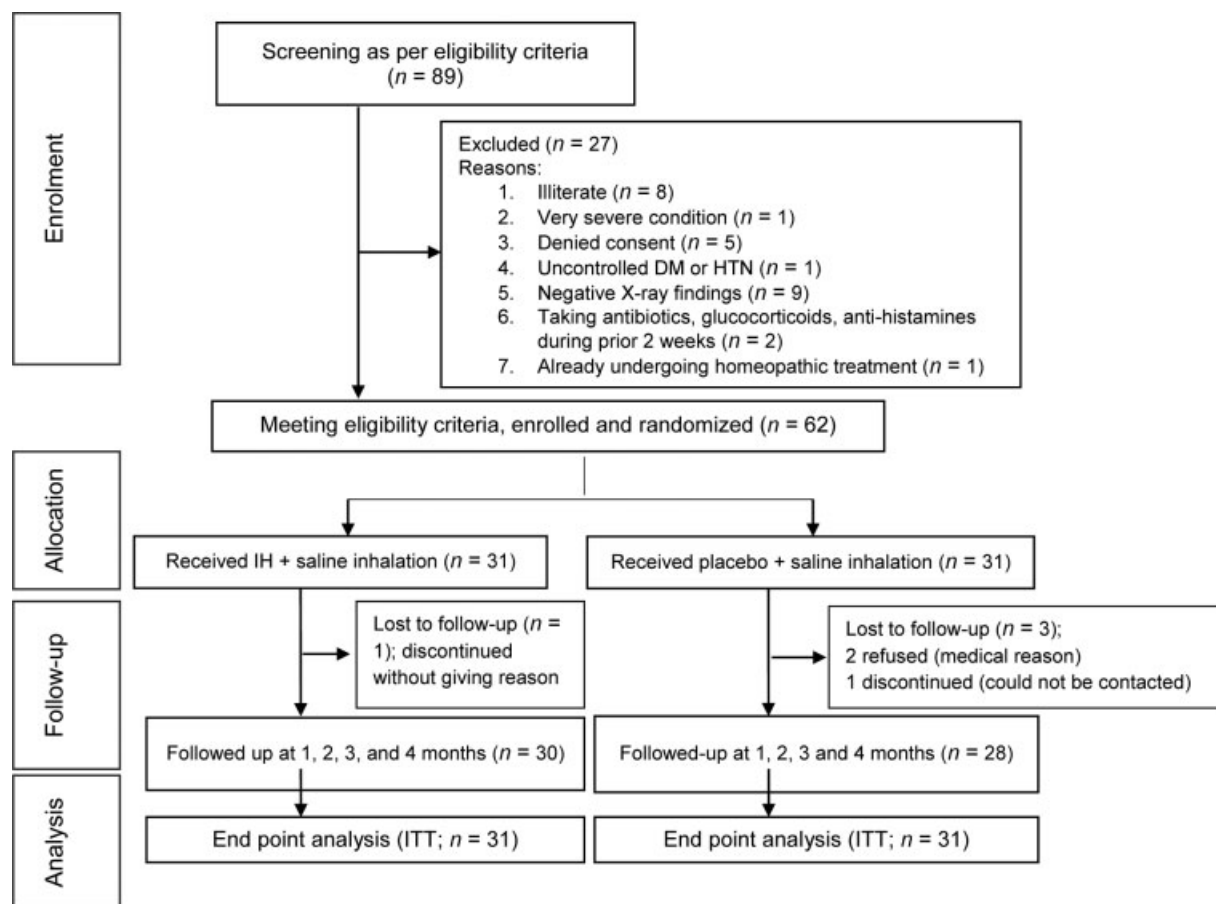 Enrolment
Screening as per eligibility criteria
(n = 89)
Excluded (n = 27)
Reasons:
1. Illiterate (n = 8)
2. Very severe condition (n = 1)
3. Denied consent (n = 5)
4. Uncontrolled DM or HTN (n = 1)
5. Negative X-ray findings (n = 9)
6. Taking antibiotics, glucocorticoids, anti-histamines
during prior 2 weeks (n = 2)
7. Already undergoing homeopathic treatment (n = 1)
Meeting eligibility criteria, enrolled and randomized (n = 62)
Allocation
Received IH + saline inhalation (n = 31)
Received placebo + saline inhalation (n = 31)
Follow-up
Lost to follow-up (n =
1); discontinued
without giving reason
Lost to follow-up (n = 3);
2 refused (medical reason)
1 discontinued (could not be contacted)
Followed up at 1, 2, 3, and 4 months (n = 30)
Followed-up at 1, 2, 3 and 4 months (n = 28)
Analysis
End point analysis (ITT; n = 31)
End point analysis (ITT; n = 31)